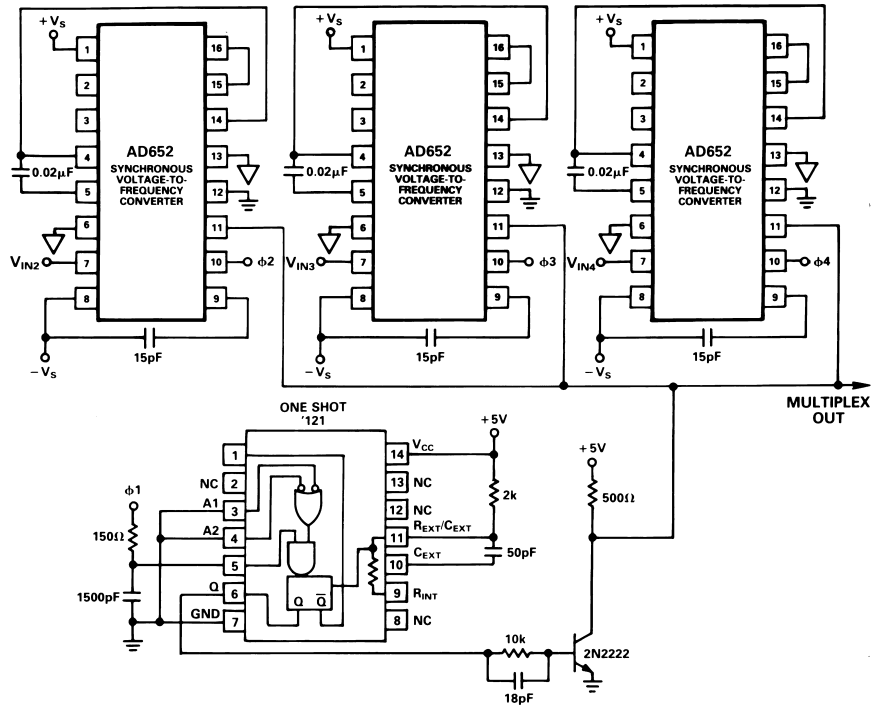 +VS
1
2
3
4
5
6
7
8
16
15
14
13
12
11
10
9
AD652
SYNCHRONOUS
VOLTAGE-TO-
FREQUENCY
CONVERTER
0.02µF
VIN2
ϕ2
15pF
−VS
+VS
1
2
3
4
5
6
7
8
16
15
14
13
12
11
10
9
AD652
SYNCHRONOUS
VOLTAGE-TO-
FREQUENCY
CONVERTER
0.02µF
VIN3
ϕ3
15pF
−VS
+VS
1
2
3
4
5
6
7
8
16
15
14
13
12
11
10
9
AD652
SYNCHRONOUS
VOLTAGE-TO-
FREQUENCY
CONVERTER
0.02µF
VIN4
ϕ4
15pF
−VS
MULTIPLEX
OUT
ONE SHOT
'121
1
NC 2
A1 3
A2 4
5
Q 6
GND 7
14 VCC
13 NC
12 NC
11 REXT/CEXT
10 CEXT
9 RINT
8 NC
Q Q̅
ϕ1
150Ω
1500pF
+5V
2k
50pF
+5V
500Ω
10k
18pF
2N2222